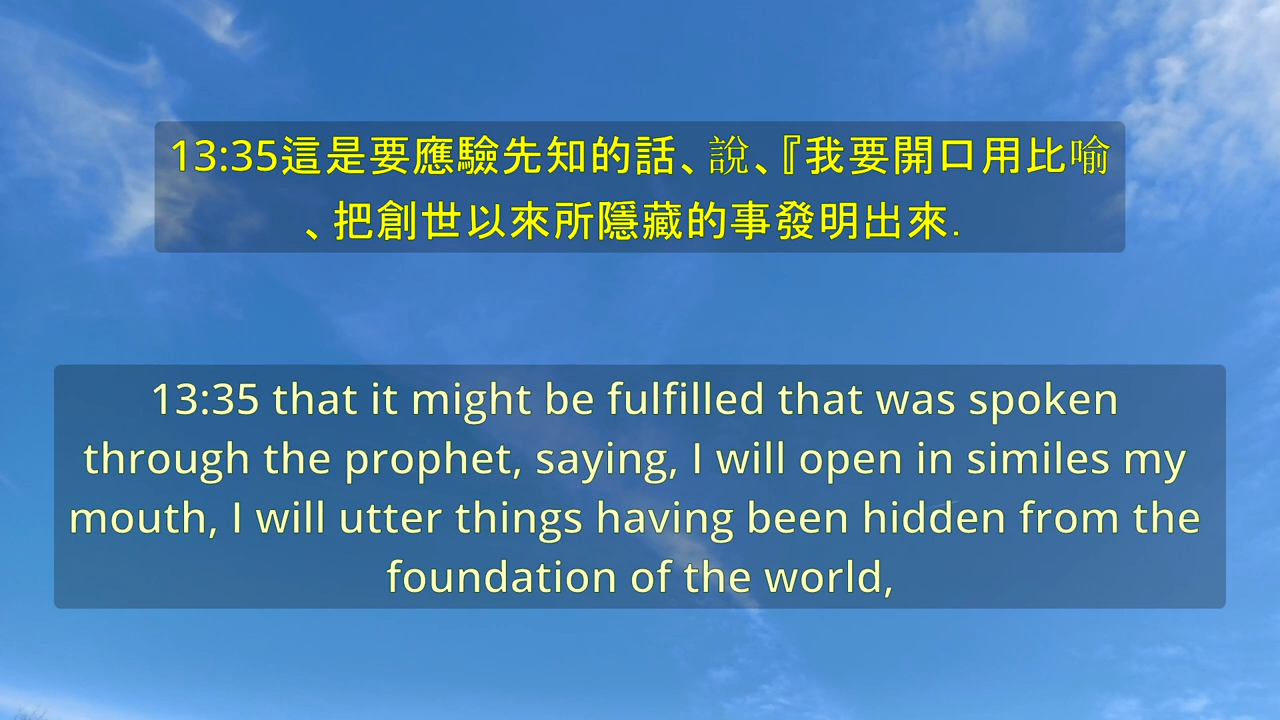 13:35這是要應驗先知的話、說、『我要開口用比喻
、把創世以來所隱藏的事發明出來.
13:35 that it might be fulfilled that was spoken
through the prophet, saying, I will open in similes my
mouth, I will utter things having been hidden from the
foundation of the world,